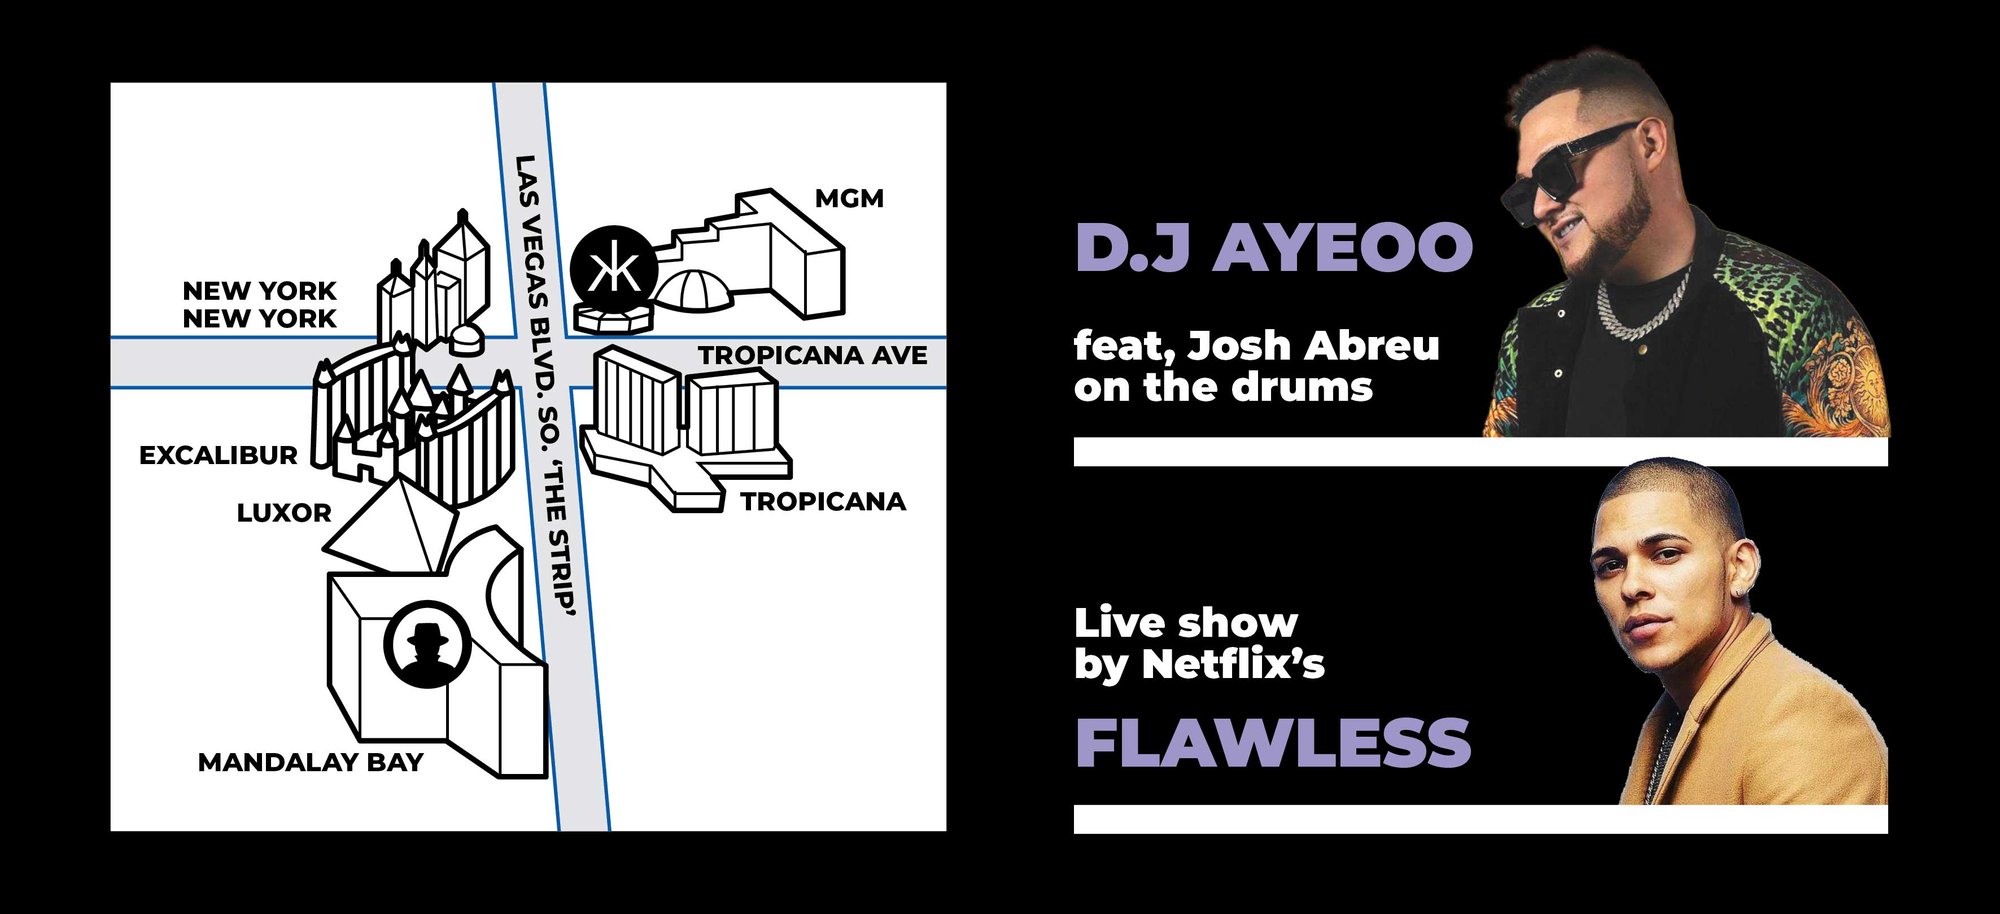 MGM
NEW YORK
NEW YORK
LAS VEGAS BLVD. SO. ‘THE STRIP’
TROPICANA AVE
EXCALIBUR
TROPICANA
LUXOR
MANDALAY BAY
D.J AYEOO
feat, Josh Abreu
on the drums
Live show
by Netflix’s
FLAWLESS